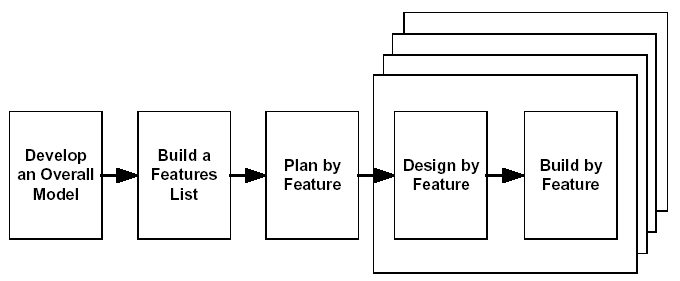 Develop
an Overall
Model
Build a
Features
List
Plan by
Feature
Design by
Feature
Build by
Feature